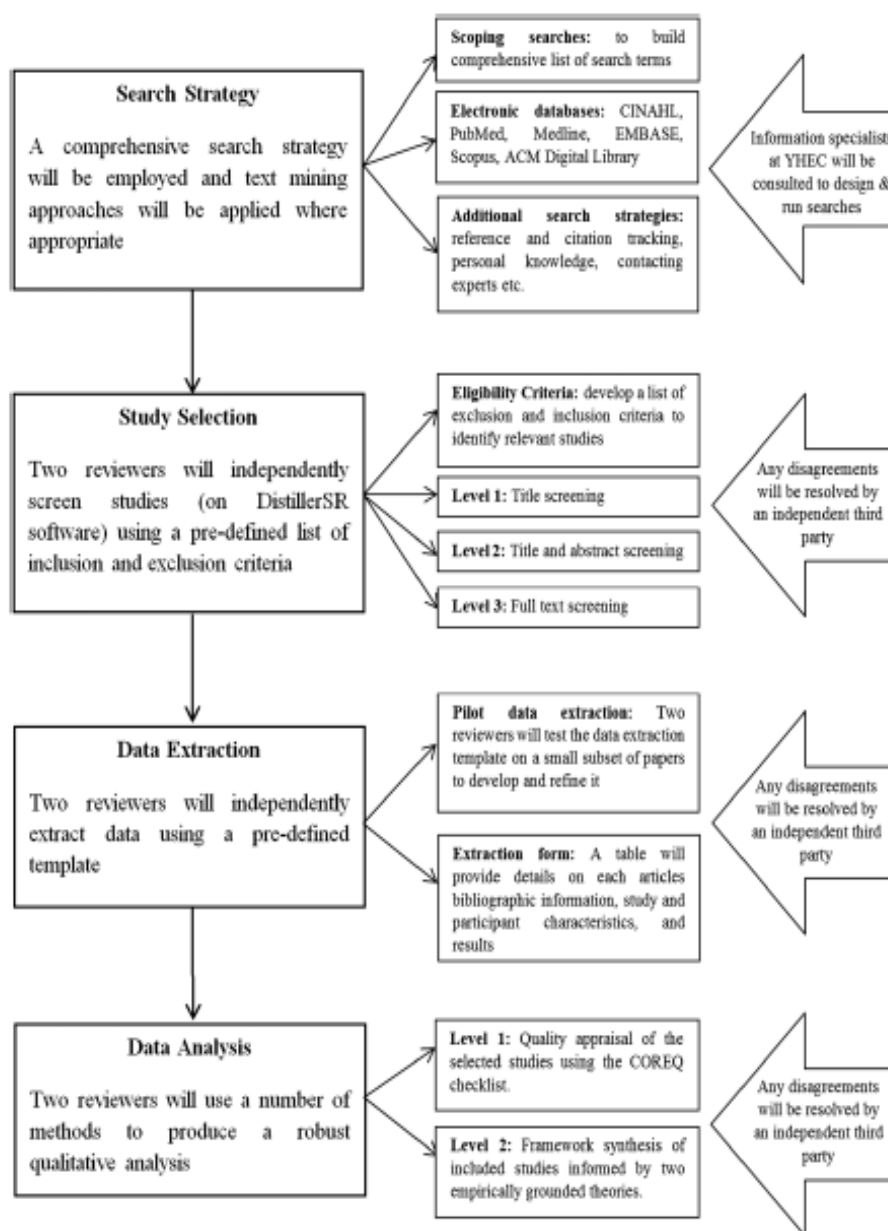 Search Strategy
A comprehensive search strategy
will be employed and text mining
approaches will be applied where
appropriate
Scoping searches: to build
comprehensive list of search terms
Electronic databases: CINAHL,
PubMed, Medline, EMBASE,
Scopus, ACM Digital Library
Additional search strategies:
reference and citation tracking,
personal knowledge, contacting
experts etc.
Information specialists
at YHEC will be
consulted to design &
run searches
Study Selection
Two reviewers will independently
screen studies (on DistillerSR
software) using a pre-defined list of
inclusion and exclusion criteria
Eligibility Criteria: develop a list of
exclusion and inclusion criteria to
identify relevant studies
Level 1: Title screening
Level 2: Title and abstract screening
Level 3: Full text screening
Any disagreements
will be resolved by
an independent third
party
Data Extraction
Two reviewers will independently
extract data using a pre-defined
template
Pilot data extraction: Two
reviewers will test the data extraction
template on a small subset of papers
to develop and refine it
Extraction form: A table will
provide details on each articles
bibliographic information, study and
participant characteristics, and
results
Any disagreements
will be resolved by
an independent third
party
Data Analysis
Two reviewers will use a number of
methods to produce a robust
qualitative analysis
Level 1: Quality appraisal of the
selected studies using the COREQ
checklist.
Level 2: Framework synthesis of
included studies informed by two
empirically grounded theories.
Any disagreements
will be resolved by
an independent third
party